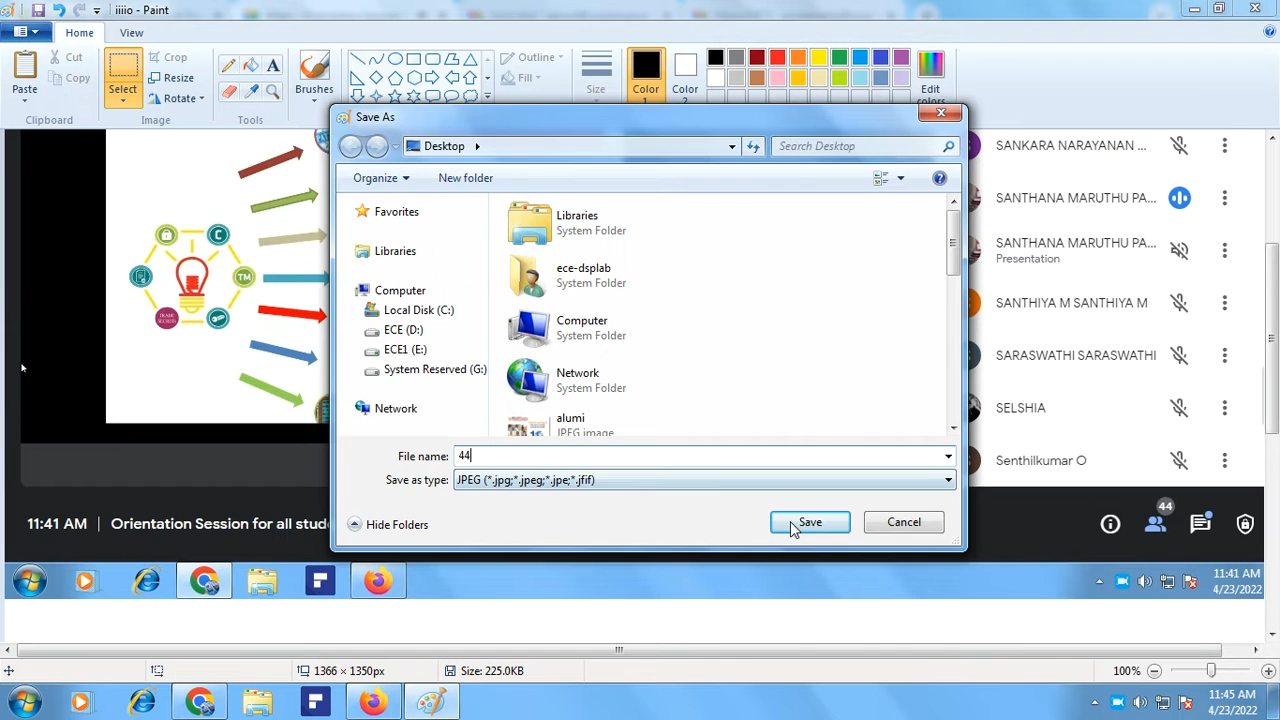 iiiio - Paint
Home
View
Paste
Cut
Copy
Clipboard
Select
Crop
Resize
Rotate
Image
A
Tools
Brushes
Outline
Fill
Size
Color
1
Color
2
Edit
colors
Save As
Desktop
Search Desktop
Organize
New folder
Favorites
Libraries
Computer
Local Disk (C:)
ECE (D:)
ECE1 (E:)
System Reserved (G:)
Network
Libraries
System Folder
ece-dsplab
System Folder
Computer
System Folder
Network
System Folder
alumi
JPEG image
File name: 44
Save as type: JPEG (*.jpg;*.jpeg;*.jpe;*.jfif)
Hide Folders
Save
Cancel
C
TM
TRADE
SECRETS
SANKARA NARAYANAN ...
SANTHANA MARUTHU PA...
SANTHANA MARUTHU PA...
Presentation
SANTHIYA M SANTHIYA M
SARASWATHI SARASWATHI
SELSHIA
Senthilkumar O
11:41 AM
Orientation Session for all stude
44
11:41 AM
4/23/2022
1366 × 1350px
Size: 225.0KB
100%
11:45 AM
4/23/2022